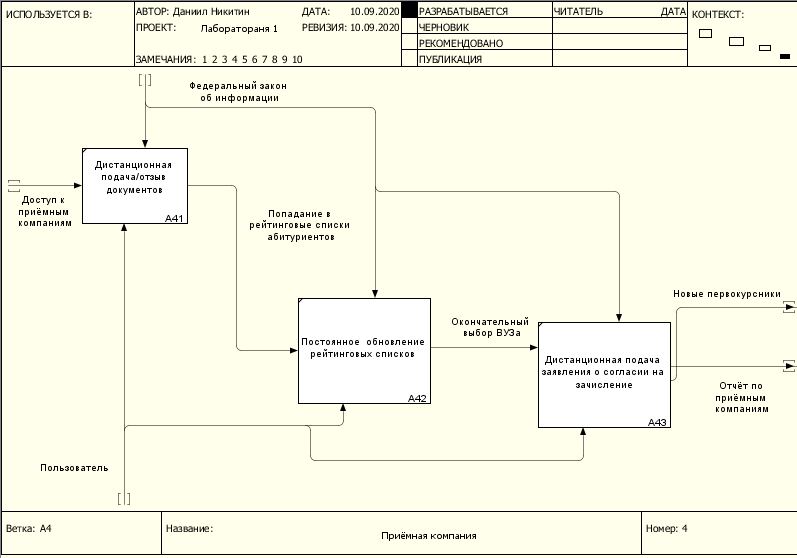 ИСПОЛЬЗУЕТСЯ В:
АВТОР: Даниил Никитин
ДАТА: 10.09.2020
ПРОЕКТ: Лабораторая 1
РЕВИЗИЯ: 10.09.2020
ЗАМЕЧАНИЯ: 1 2 3 4 5 6 7 8 9 10
РАЗРАБАТЫВАЕТСЯ
ЧЕРНОВИК
РЕКОМЕНДОВАНО
ПУБЛИКАЦИЯ
ЧИТАТЕЛЬ
ДАТА
КОНТЕКСТ:
Федеральный закон
об информации
Дистанционная
подача/отзыв
документов
A41
Доступ к
приёмным
компаниям
Попадание в
рейтинговые списки
абитуриентов
Постоянное обновление
рейтинговых списков
A42
Окончательный
выбор ВУЗа
Дистанционная подача
заявления о согласии на
зачисление
A43
Новые первокурсники
Отчёт по
приёмным
компаниям
Пользователь
Ветка: A4
Название:
Приёмная компания
Номер: 4